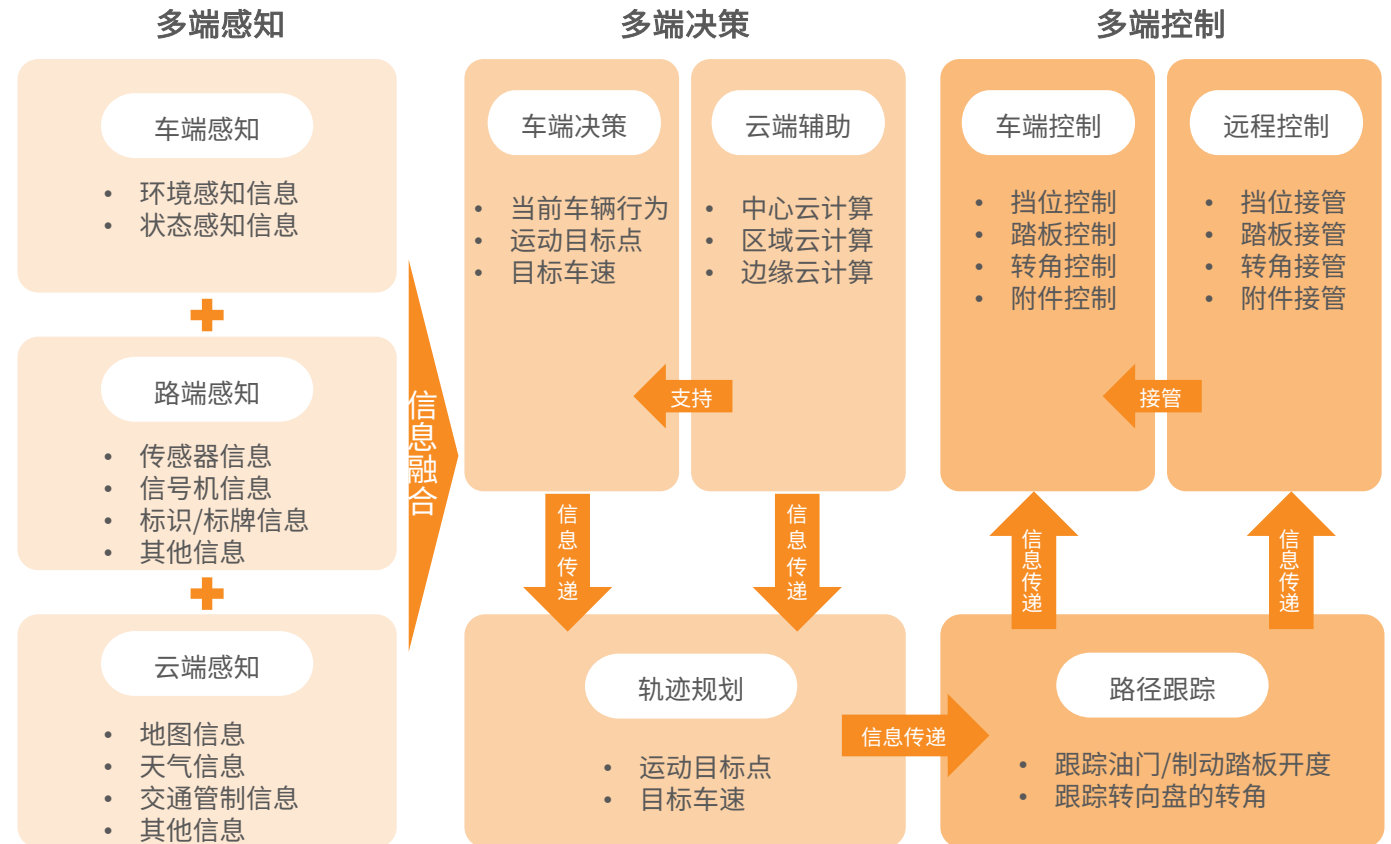 多端感知
车端感知
• 环境感知信息
• 状态感知信息
路端感知
• 传感器信息
• 信号机信息
• 标识/标牌信息
• 其他信息
云端感知
• 地图信息
• 天气信息
• 交通管制信息
• 其他信息
信息融合
多端决策
车端决策
• 当前车辆行为
• 运动目标点
• 目标车速
云端辅助
• 中心云计算
• 区域云计算
• 边缘云计算
支持
信息传递
信息传递
轨迹规划
• 运动目标点
• 目标车速
信息传递
多端控制
车端控制
• 挡位控制
• 踏板控制
• 转角控制
• 附件控制
远程控制
• 挡位接管
• 踏板接管
• 转角接管
• 附件接管
接管
信息传递
信息传递
路径跟踪
• 跟踪油门/制动踏板开度
• 跟踪转向盘的转角